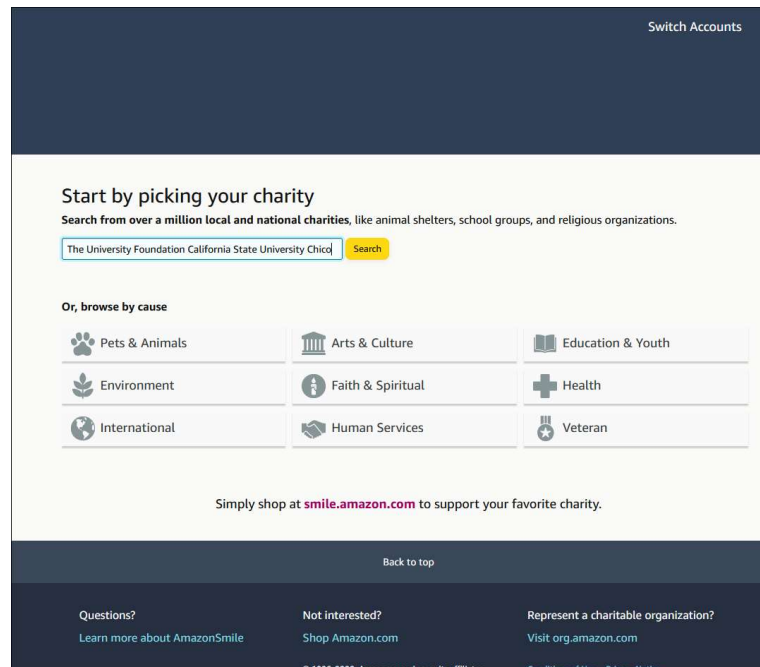 Switch Accounts
Start by picking your charity
Search from over a million local and national charities, like animal shelters, school groups, and religious organizations.
The University Foundation California State University Chico
Search
Or, browse by cause
Pets & Animals
Arts & Culture
Education & Youth
Environment
Faith & Spiritual
Health
International
Human Services
Veteran
Simply shop at smile.amazon.com to support your favorite charity.
Back to top
Questions?
Not interested?
Represent a charitable organization?
Learn more about AmazonSmile
Shop Amazon.com
Visit org.amazon.com